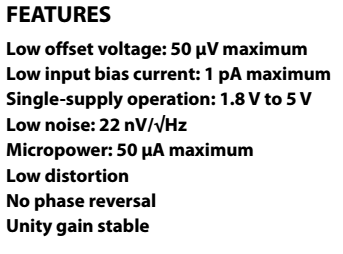 FEATURES
Low offset voltage: 50 µV maximum
Low input bias current: 1 pA maximum
Single-supply operation: 1.8 V to 5 V
Low noise: 22 nV/√Hz
Micropower: 50 µA maximum
Low distortion
No phase reversal
Unity gain stable